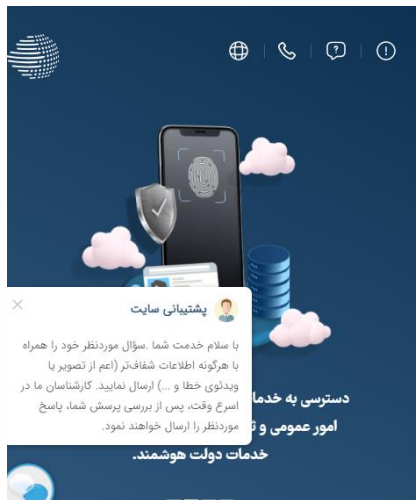 پشتیبانی سایت
با سلام خدمت شما .سؤال موردنظر خود را همراه
با هرگونه اطلاعات شفاف‌تر (اعم از تصویر یا
ویدئوی خطا و ...) ارسال نمایید. کارشناسان ما در
اسرع وقت، پس از بررسی پرسش شما، پاسخ
موردنظر را ارسال خواهند نمود.
دسترسی به خدما
امور عمومی و
خدمات دولت هوشمند.